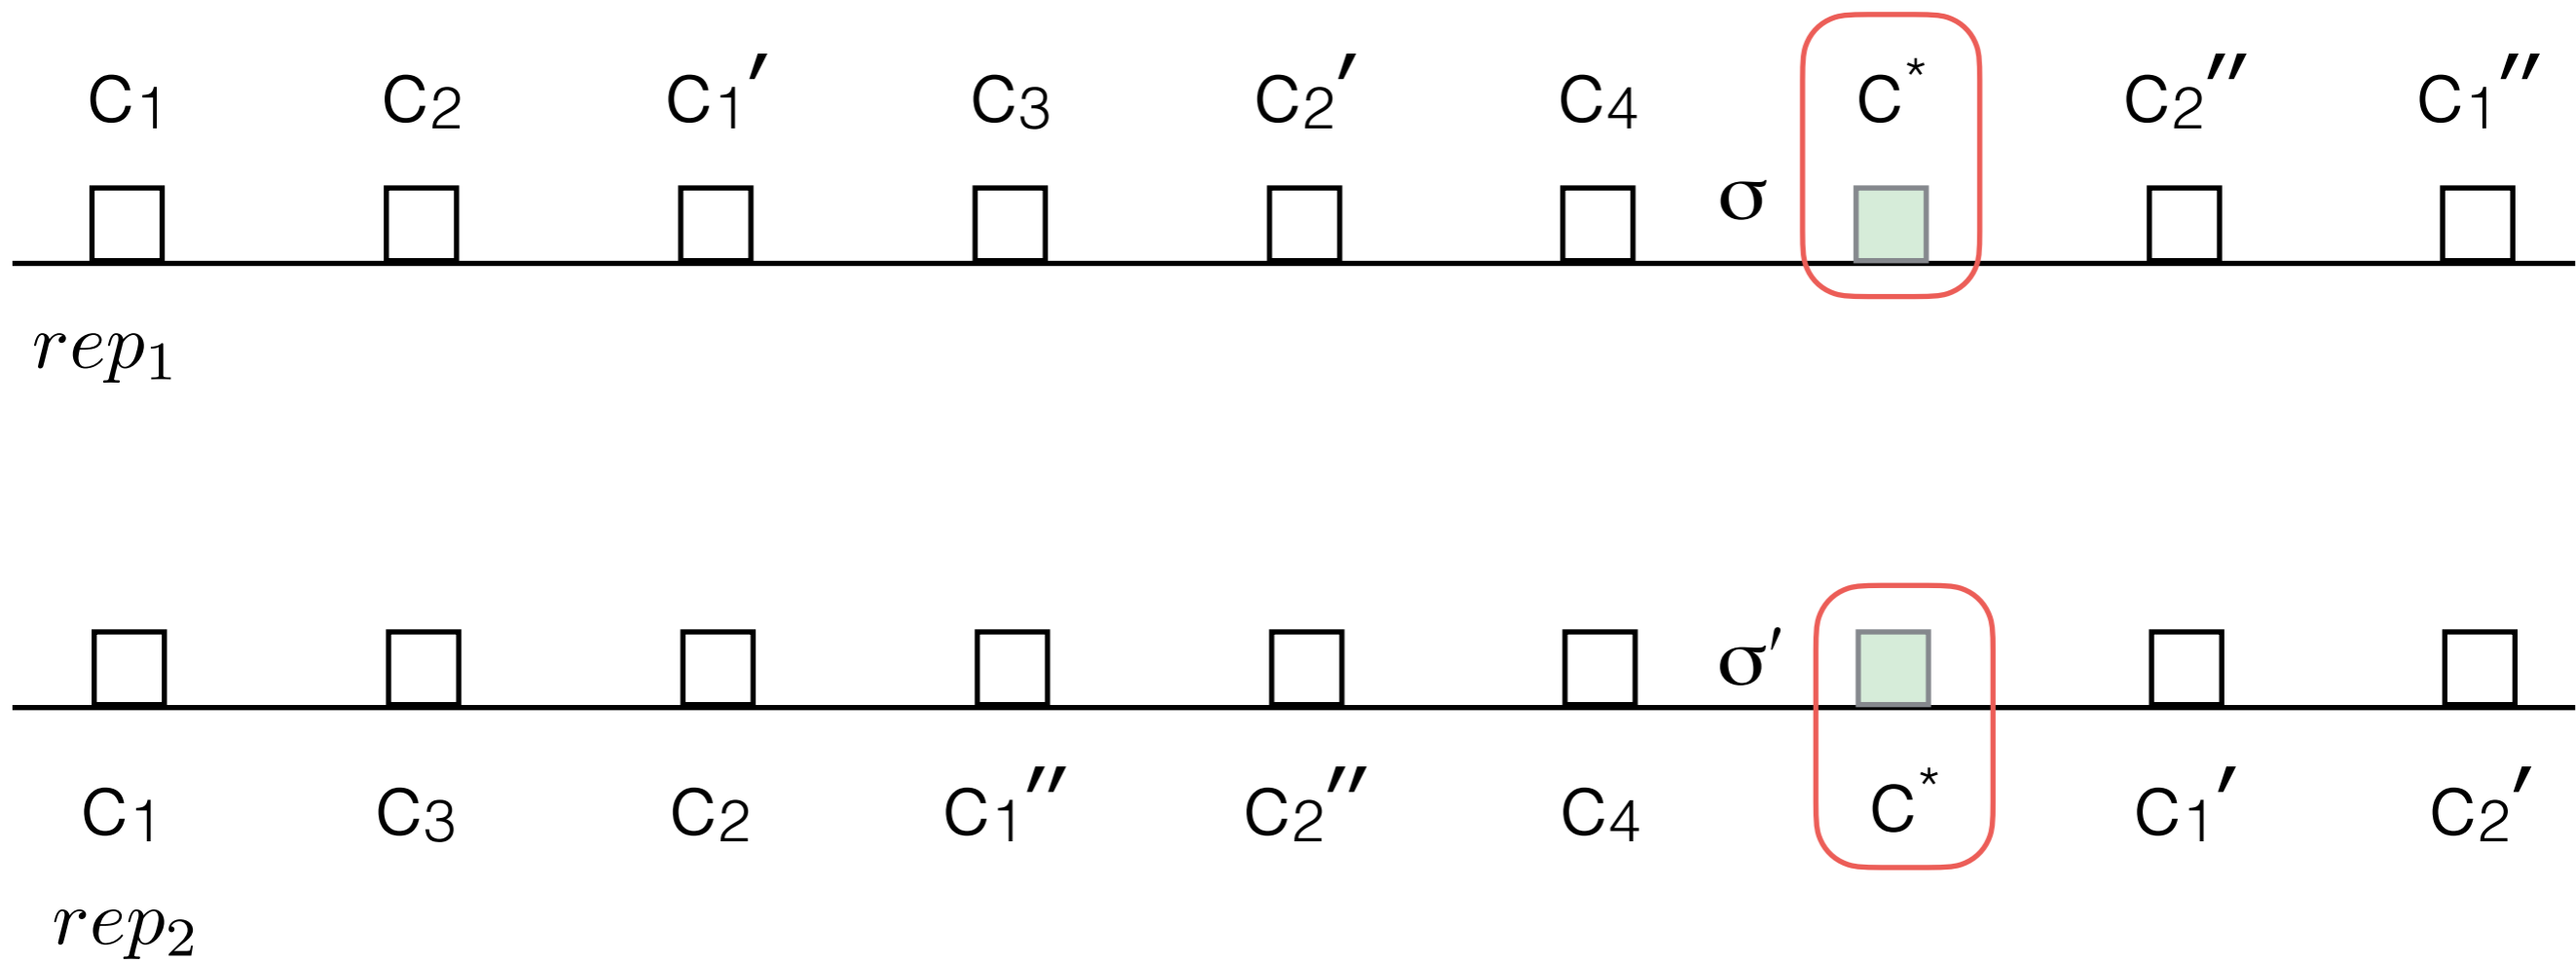 C₁ C₂ C₁′ C₃ C₂′ C₄ C* C₂″ C₁″
σ
rep₁
σ′
C₁ C₃ C₂ C₁″ C₂″ C₄ C* C₁′ C₂′
rep₂